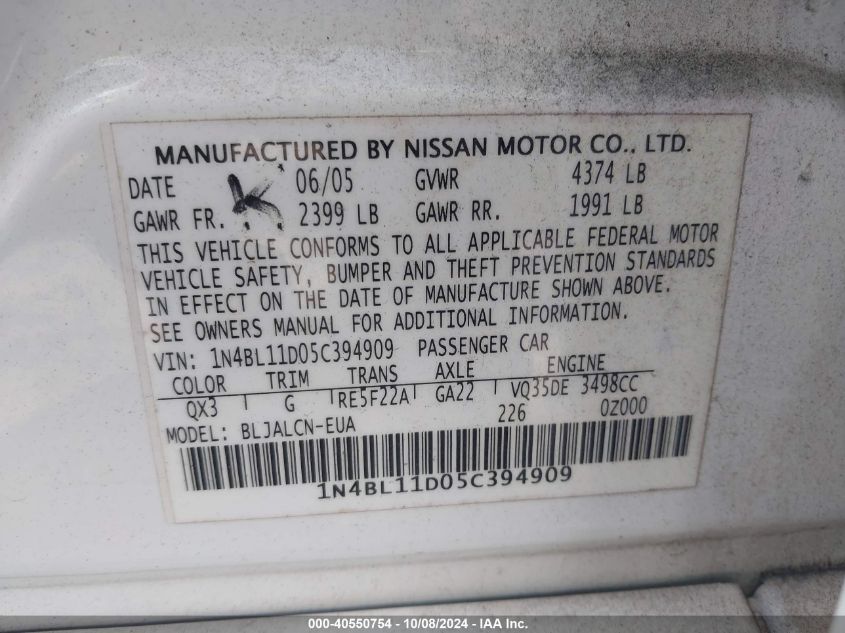 MANUFACTURED BY NISSAN MOTOR CO., LTD.
DATE K 06/05 GVWR 4374 LB
GAWR FR. 2399 LB GAWR RR. 1991 LB
THIS VEHICLE CONFORMS TO ALL APPLICABLE FEDERAL MOTOR
VEHICLE SAFETY, BUMPER AND THEFT PREVENTION STANDARDS
IN EFFECT ON THE DATE OF MANUFACTURE SHOWN ABOVE.
SEE OWNERS MANUAL FOR ADDITIONAL INFORMATION.
VIN: 1N4BL11D05C394909 PASSENGER CAR
COLOR TRIM TRANS AXLE ENGINE
QX3 G RE5F22A GA22 VQ35DE 3498CC
MODEL: BLJALCN-EUA 226 0Z000
1N4BL11D05C394909
000-40550754 - 10/08/2024 - IAA Inc.